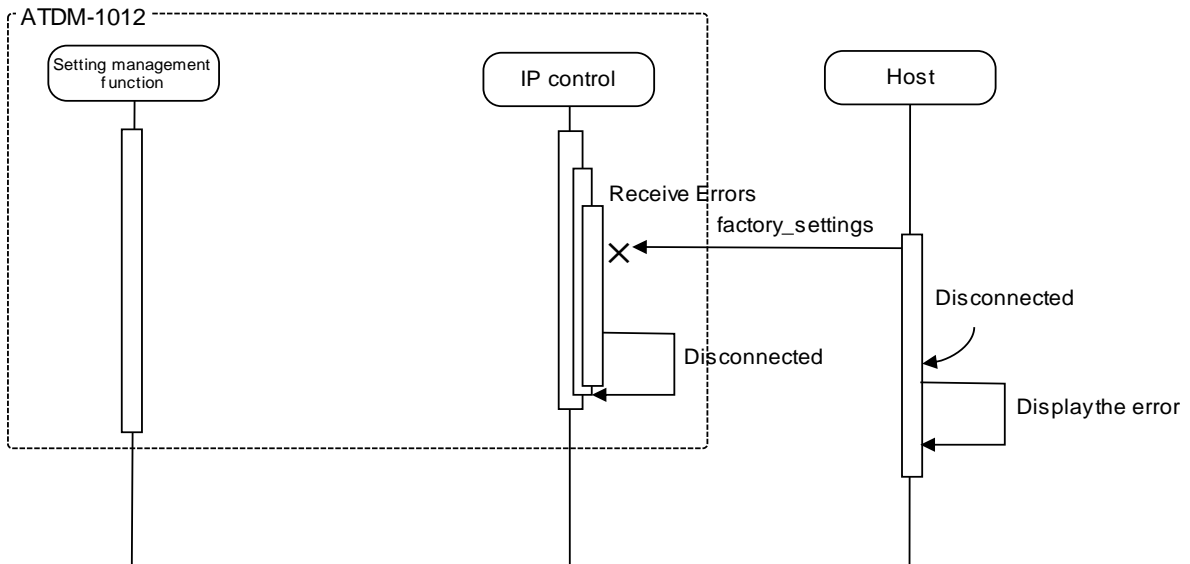 ATDM-1012
Setting management
function
IP control
Host
Receive Errors
factory_settings
Disconnected
Disconnected
Displaythe error